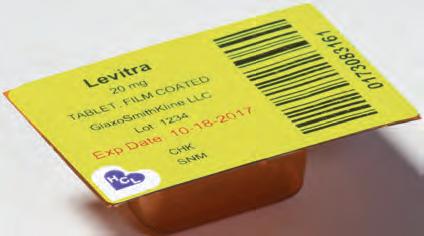 Levitra
20 mg
TABLET, FILM COATED
GlaxoSmithKline LLC
Lot 1234
Exp Date 10-18-2017
CHK
SNM
HCL
0173083161